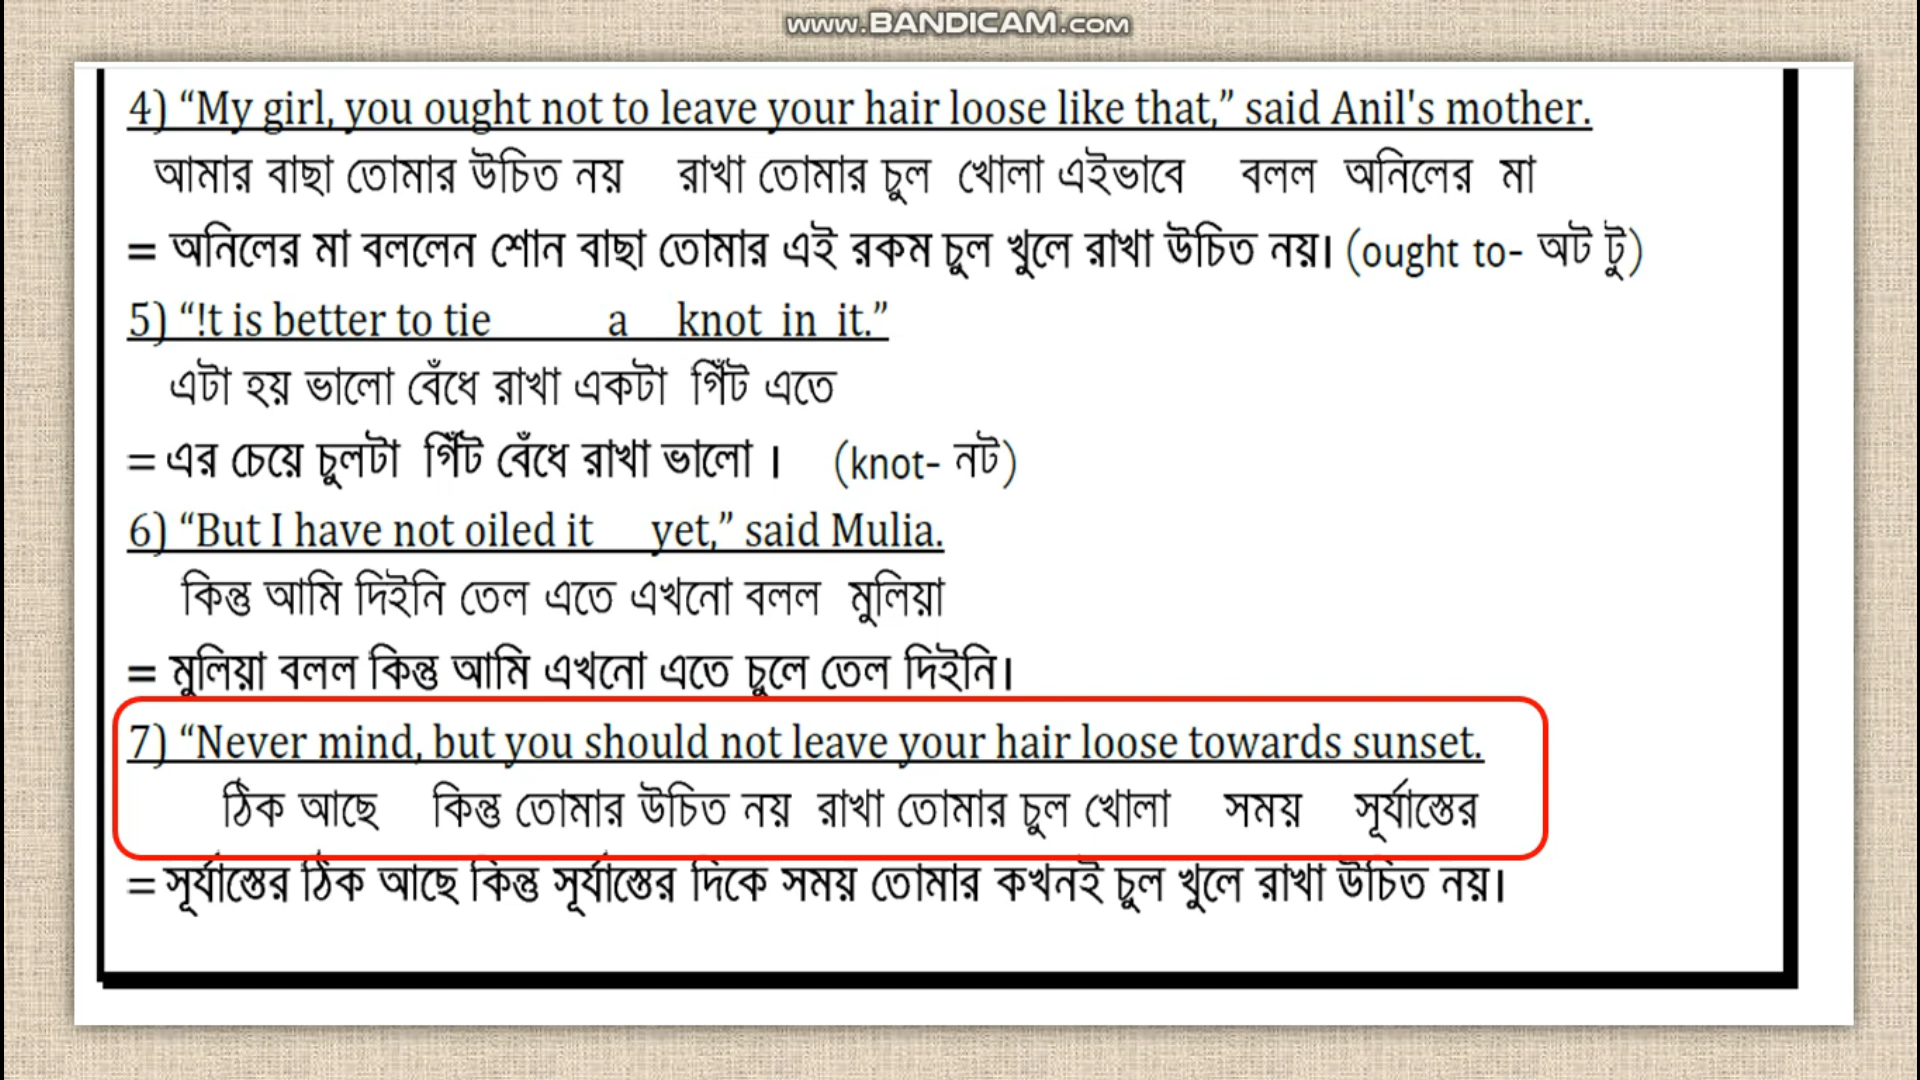 www.BANDICAM.com
4) “My girl, you ought not to leave your hair loose like that,” said Anil's mother.
আমার বাছা তোমার উচিত নয় রাখা তোমার চুল খোলা এইভাবে বলল অনিলের মা
= অনিলের মা বললেন শোন বাছা তোমার এই রকম চুল খুলে রাখা উচিত নয়। (ought to- অট টু)
5) “!t is better to tie a knot in it.”
এটা হয় ভালো বেঁধে রাখা একটা গিঁট এতে
= এর চেয়ে চুলটা গিঁট বেঁধে রাখা ভালো । (knot- নট)
6) “But I have not oiled it yet,” said Mulia.
কিন্তু আমি দিইনি তেল এতে এখনো বলল মুলিয়া
= মুলিয়া বলল কিন্তু আমি এখনো এতে চুলে তেল দিইনি।
7) “Never mind, but you should not leave your hair loose towards sunset.
ঠিক আছে কিন্তু তোমার উচিত নয় রাখা তোমার চুল খোলা সময় সূর্যাস্তের
= সূর্যাস্তের ঠিক আছে কিন্তু সূর্যাস্তের দিকে সময় তোমার কখনই চুল খুলে রাখা উচিত নয়।